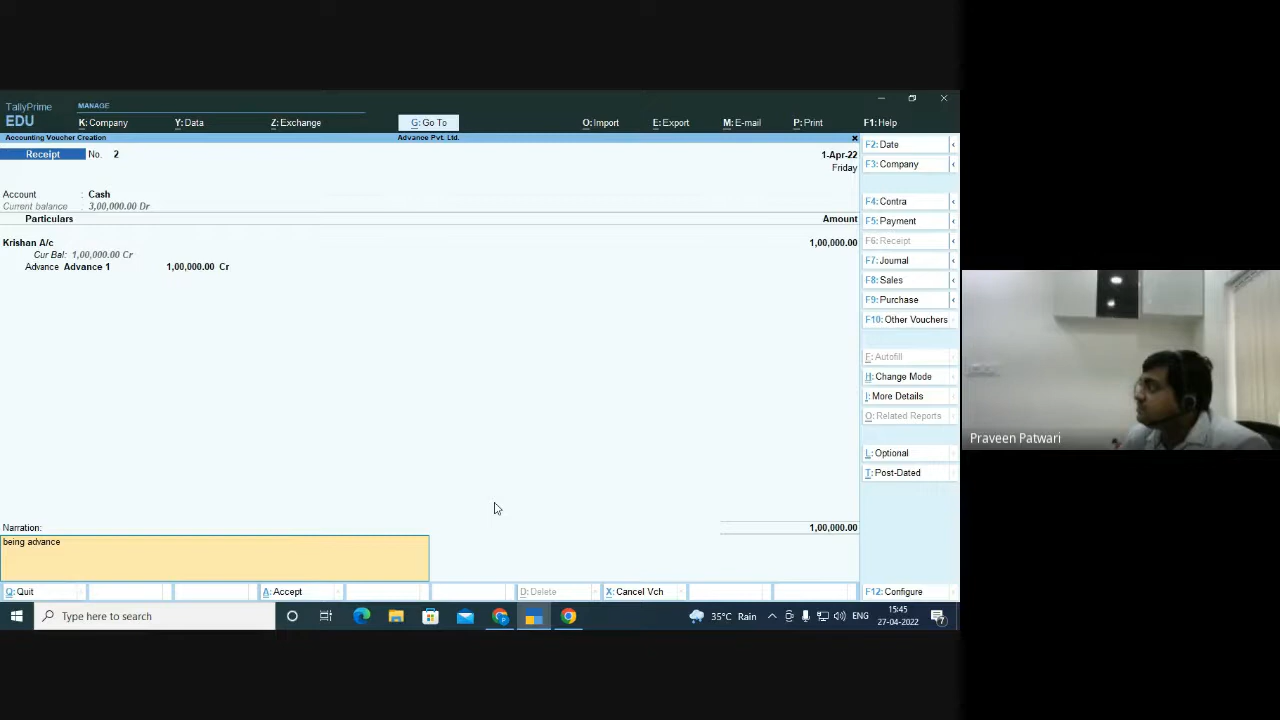 TallyPrime
EDU
MANAGE
K: Company
Y: Data
Z: Exchange
G: Go To
O: Import
E: Export
M: E-mail
P: Print
F1: Help
Accounting Voucher Creation
Advance Pvt. Ltd.
Receipt
No. 2
1-Apr-22
Friday
Account : Cash
Current balance : 3,00,000.00 Dr
Particulars
Amount
Krishan A/c
1,00,000.00
Cur Bal: 1,00,000.00 Cr
Advance Advance 1 1,00,000.00 Cr
Narration:
1,00,000.00
being advance
F2: Date
F3: Company
F4: Contra
F5: Payment
F6: Receipt
F7: Journal
F8: Sales
F9: Purchase
F10: Other Vouchers
F: Autofill
H: Change Mode
I: More Details
O: Related Reports
L: Optional
T: Post-Dated
Q: Quit
A: Accept
D: Delete
X: Cancel Vch
F12: Configure
Type here to search
35°C Rain
ENG
15:45
27-04-2022
7
Praveen Patwari